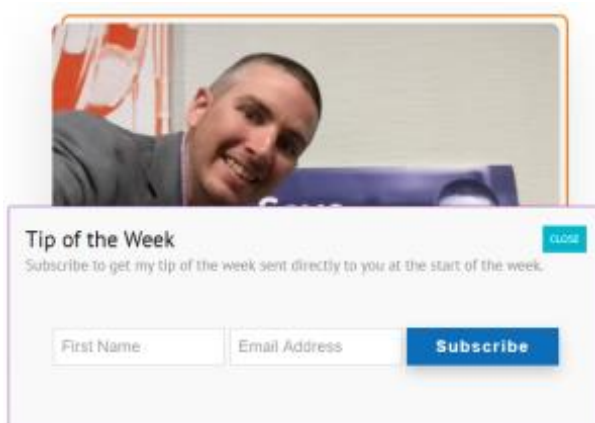 Save
Tip of the Week
CLOSE
Subscribe to get my tip of the week sent directly to you at the start of the week.
First Name
Email Address
Subscribe